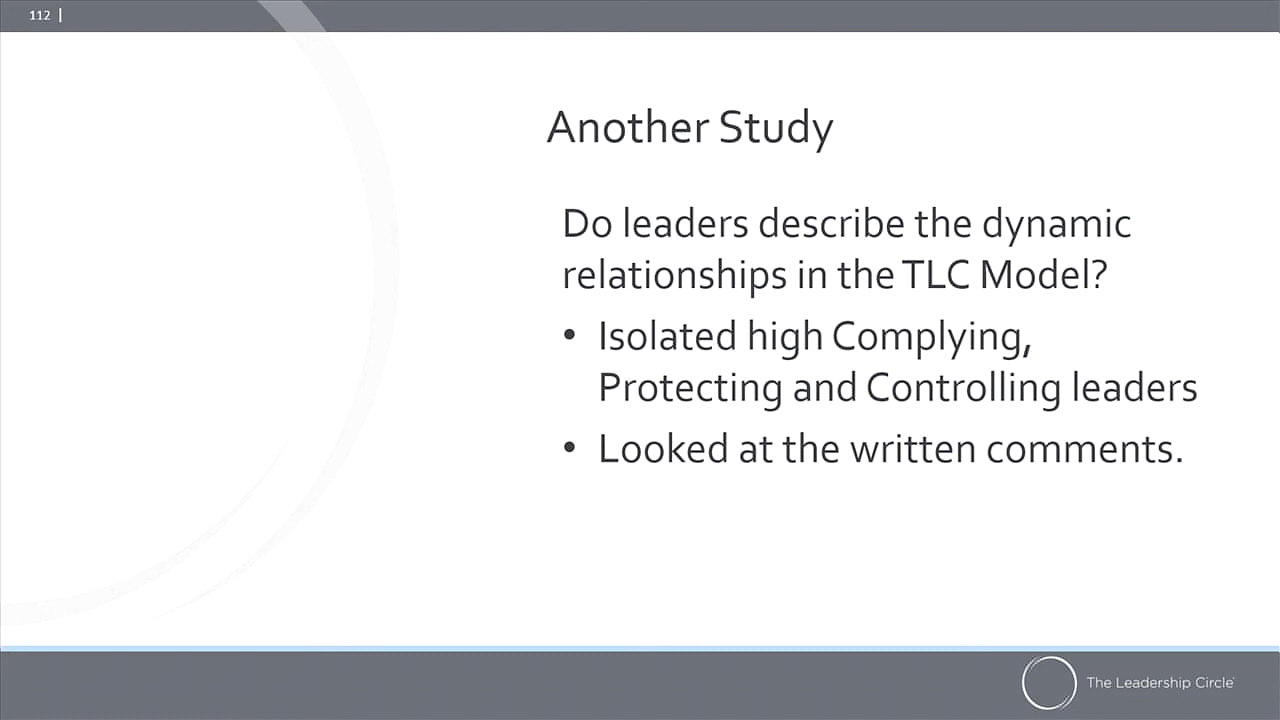 112 |
Another Study
Do leaders describe the dynamic
relationships in the TLC Model?
• Isolated high Complying,
Protecting and Controlling leaders
• Looked at the written comments.
The Leadership Circle